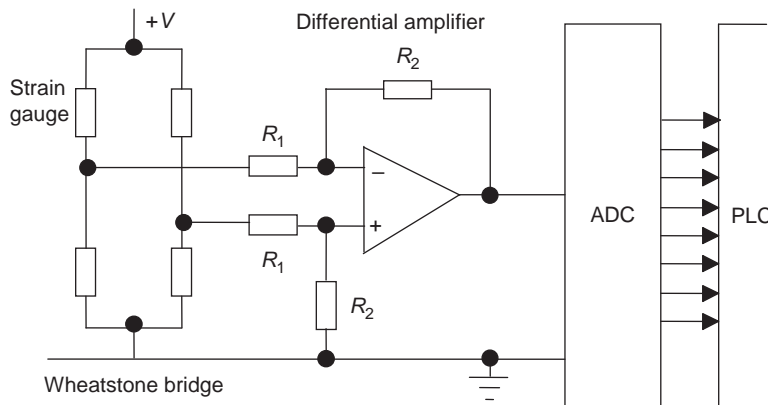 +V
Differential amplifier
R2
Strain
gauge
R1
−
ADC
PLC
+
R1
R2
Wheatstone bridge